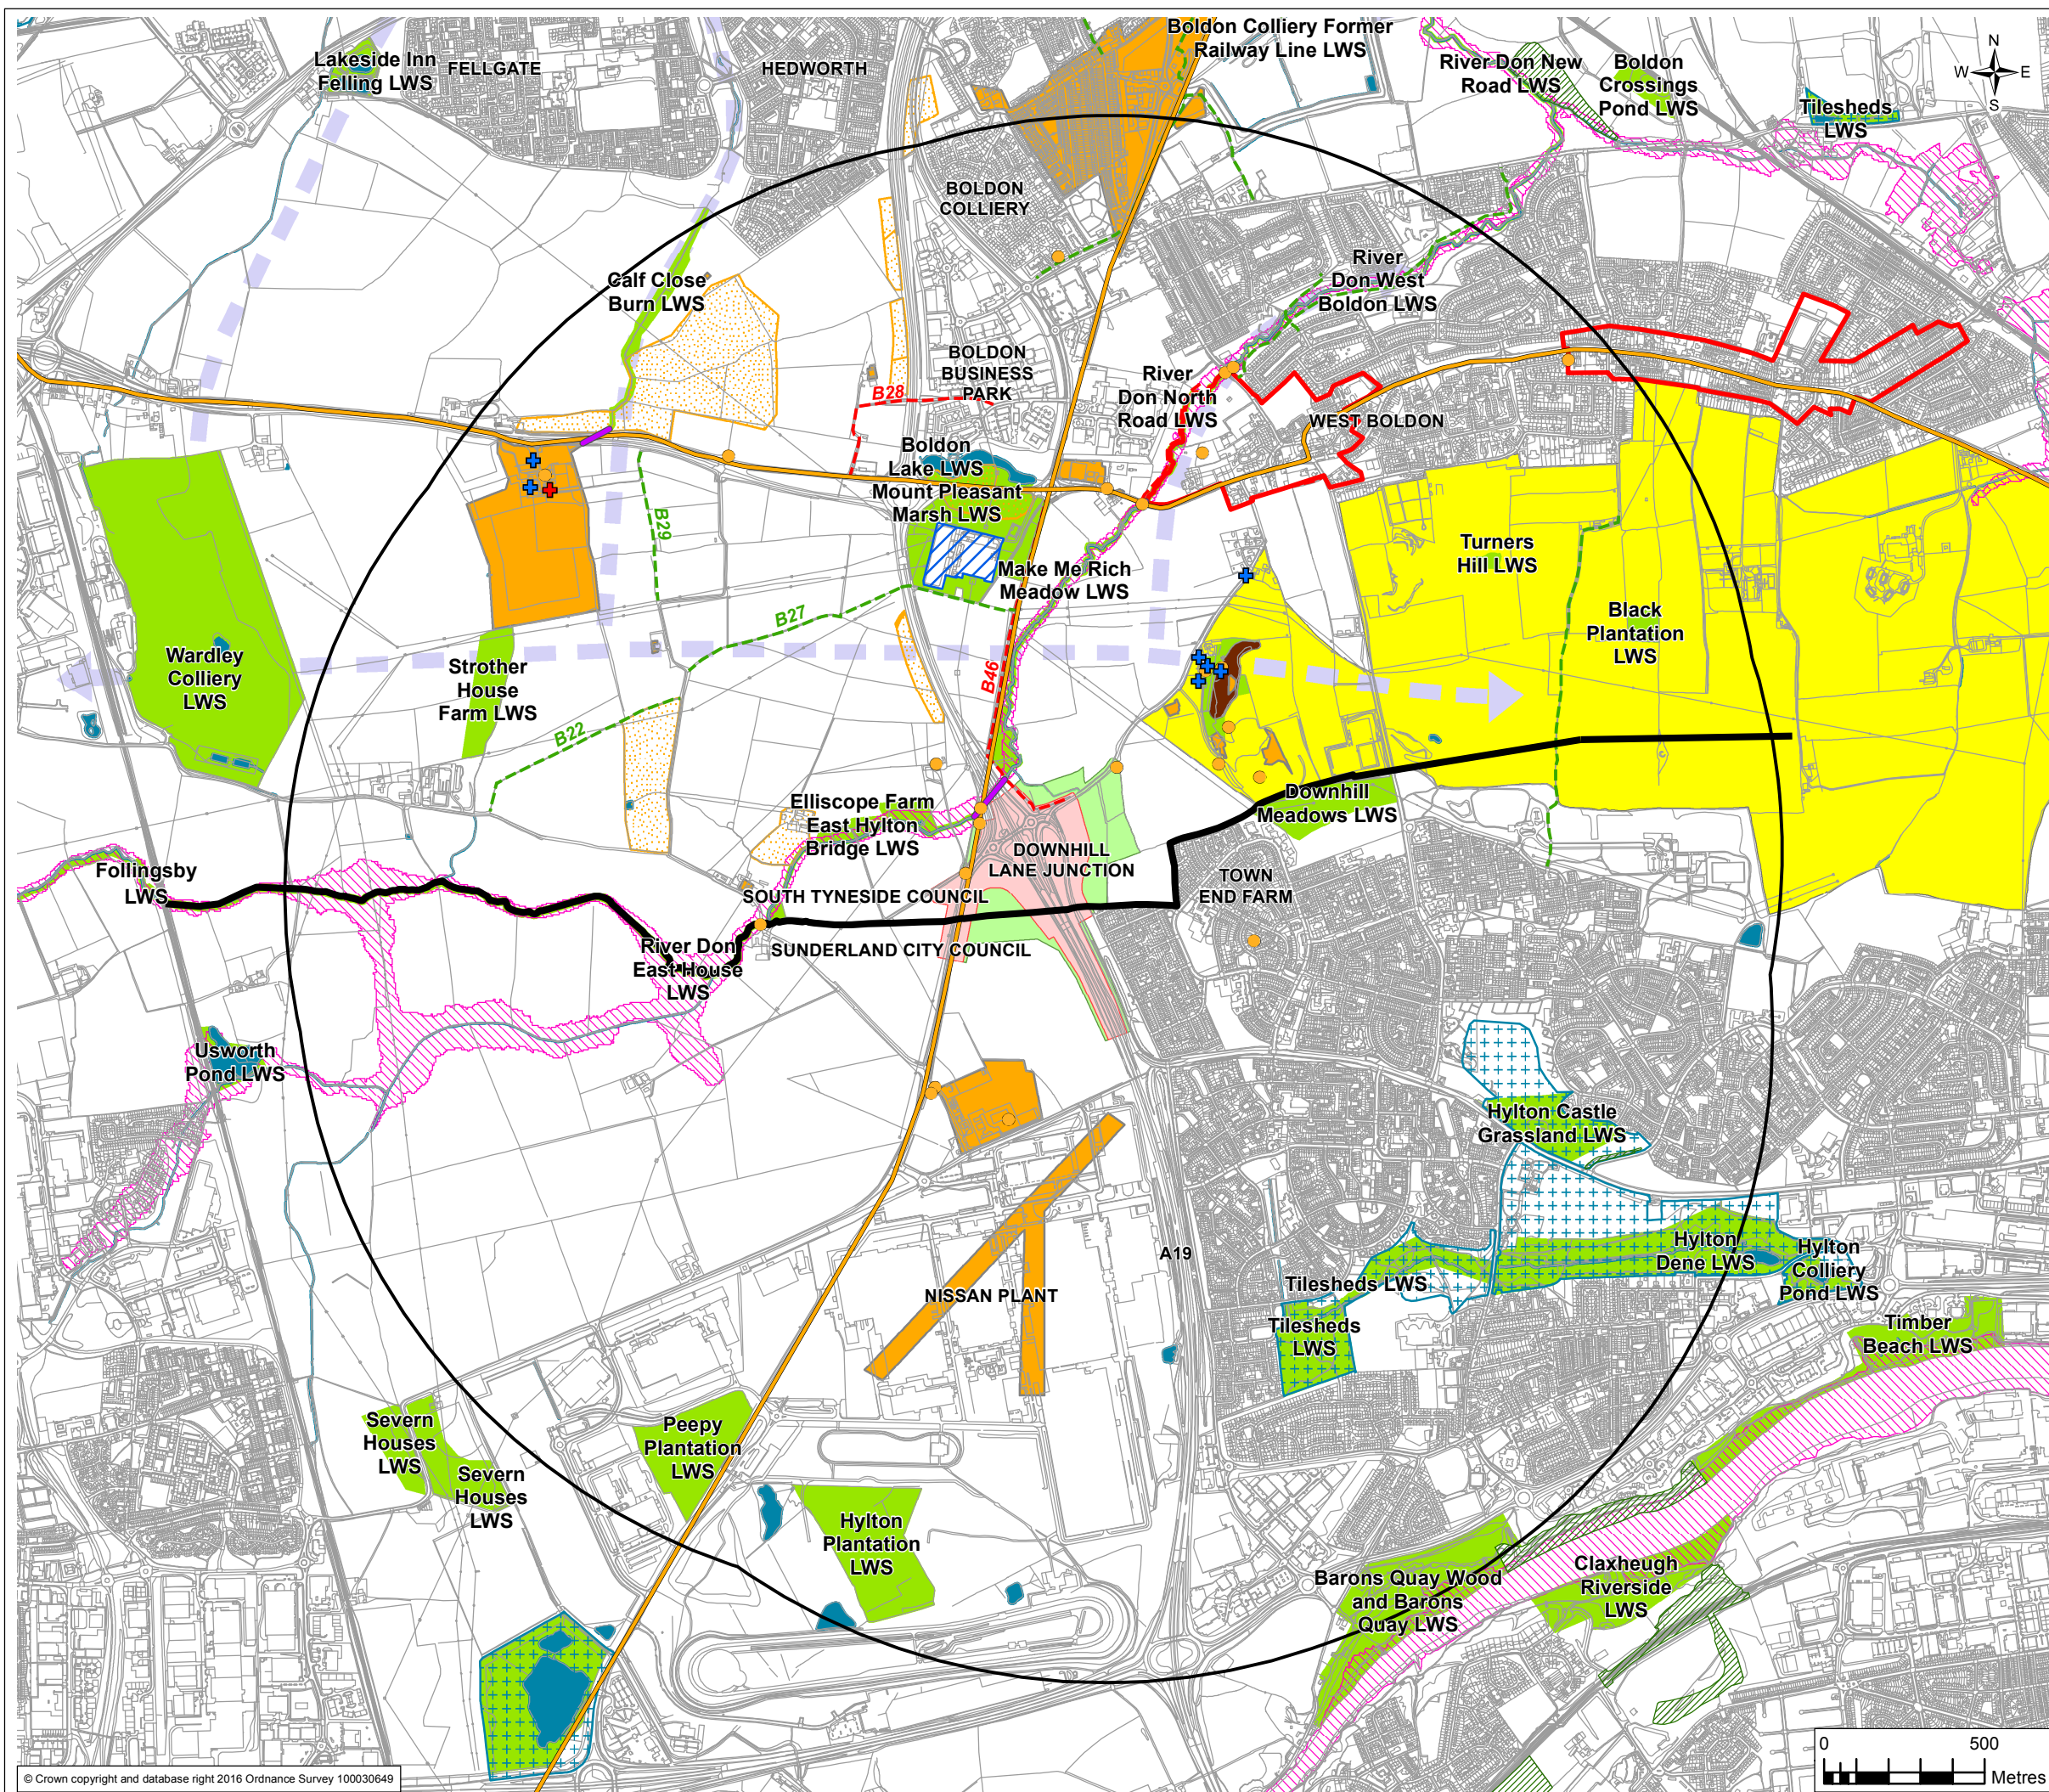 Boldon Colliery Former
Railway Line LWS
Lakeside Inn
Felling LWS
FELLGATE
HEDWORTH
River Don New
Road LWS
Boldon
Crossings
Pond LWS
Tilesheds
LWS
N
W
E
S
BOLDON
COLLIERY
Calf Close
Burn LWS
River
Don West
Boldon LWS
BOLDON
BUSINESS
PARK
B28
River
Don North
Road LWS
WEST BOLDON
Boldon
Lake LWS
Mount Pleasant
Marsh LWS
B29
Make Me Rich
Meadow LWS
Turners
Hill LWS
B27
Black
Plantation
LWS
Wardley
Colliery
LWS
Strother
House
Farm LWS
B46
B22
Elliscope Farm
East Hylton
Bridge LWS
Downhill
Meadows LWS
DOWNHILL
LANE JUNCTION
Follingsby
LWS
TOWN
END FARM
SOUTH TYNESIDE COUNCIL
SUNDERLAND CITY COUNCIL
River Don
East House
LWS
Usworth
Pond LWS
Hylton Castle
Grassland LWS
A19
Hylton
Dene LWS
Hylton
Colliery
Pond LWS
Tilesheds LWS
NISSAN PLANT
Tilesheds
LWS
Timber
Beach LWS
Severn
Houses
LWS
Peepy
Plantation
LWS
Severn
Houses
LWS
Hylton
Plantation
LWS
Barons Quay Wood
and Barons
Quay LWS
Claxheugh
Riverside
LWS
0 500
Metres
© Crown copyright and database right 2016 Ordnance Survey 100030649